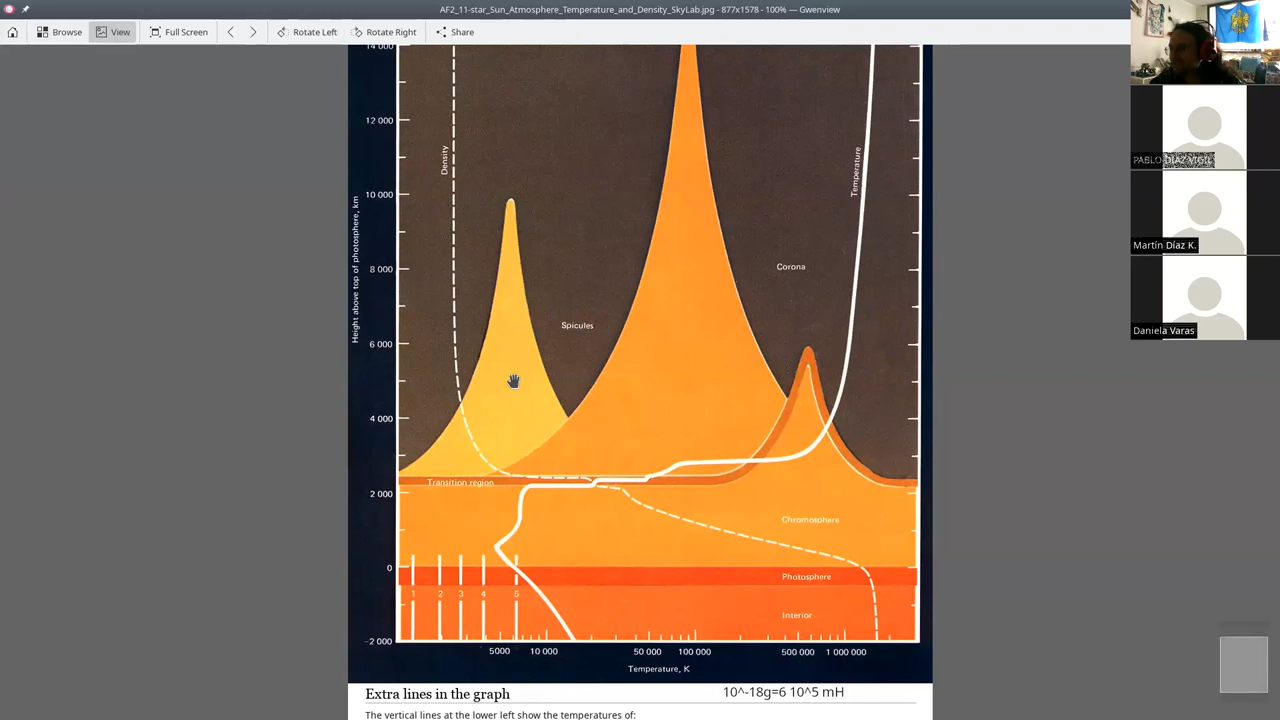 AF2_11-star_Sun_Atmosphere_Temperature_and_Density_SkyLab.jpg - 877x1578 - 100% — Gwenview
Browse View Full Screen Rotate Left Rotate Right Share
14 000
12 000
10 000
8 000
6 000
4 000
2 000
0
-2 000
Height above top of photosphere, km
Density
Temperature
Corona
Spicules
Transition region
Chromosphere
Photosphere
1 2 3 4 5
Interior
5000 10 000 50 000 100 000 500 000 1 000 000
Temperature, K
Extra lines in the graph
10^-18g=6 10^5 mH
The vertical lines at the lower left show the temperatures of:
PABLO DÍAZ VIGIL
Martín Díaz K.
Daniela Varas